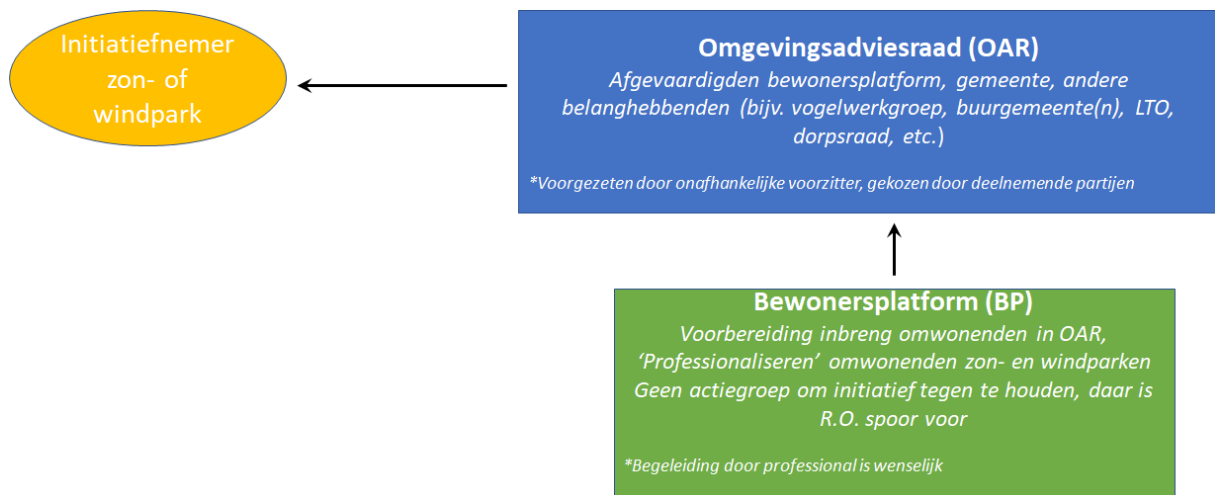 Initiatiefnemer
zon- of
windpark
Omgevingsadviesraad (OAR)
Afgevaardigden bewonersplatform, gemeente, andere
belanghebbenden (bijv. vogelwerkgroep, buurgemeente(n), LTO,
dorpsraad, etc.)
*Voorgezeten door onafhankelijke voorzitter, gekozen door deelnemende partijen
Bewonersplatform (BP)
Voorbereiding inbreng omwonenden in OAR,
‘Professionaliseren’ omwonenden zon- en windparken
Geen actiegroep om initiatief tegen te houden, daar is
R.O. spoor voor
*Begeleiding door professional is wenselijk